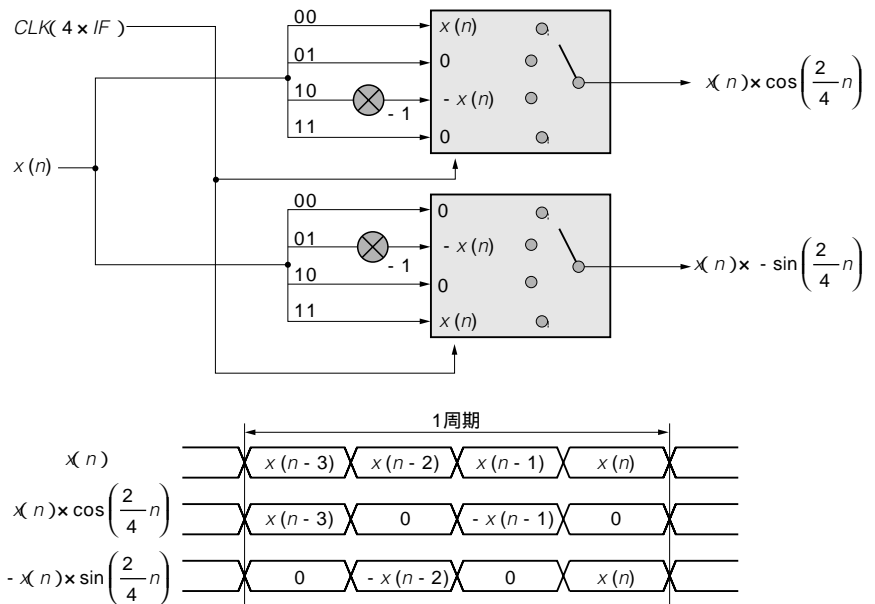 CLK( 4 × IF )
x (n)
00
01
10
11
- 1
x (n)
0
- x (n)
0
x( n ) × cos ( 2/4 n )
00
01
10
11
- 1
0
- x (n)
0
x (n)
x( n ) × - sin ( 2/4 n )
1周期
x( n )
x (n - 3)
x (n - 2)
x (n - 1)
x (n)
x( n ) × cos ( 2/4 n )
x (n - 3)
0
- x (n - 1)
0
- x( n ) × sin ( 2/4 n )
0
- x (n - 2)
0
x (n)